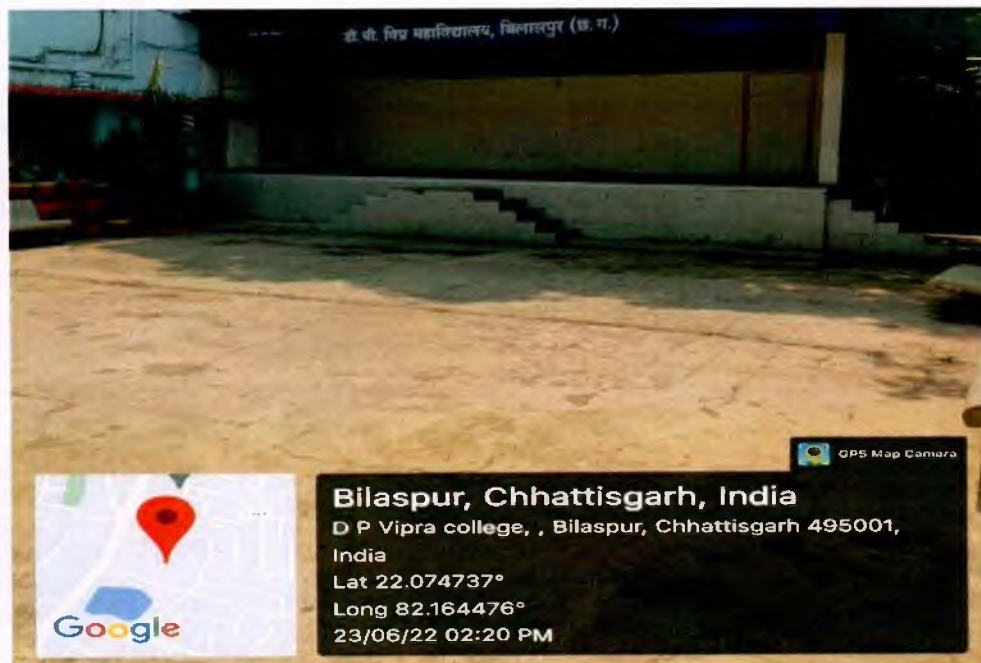 डी.पी. विप्र महाविद्यालय, बिलासपुर (छ.ग.)
GPS Map Camera
Bilaspur, Chhattisgarh, India
D P Vipra college, , Bilaspur, Chhattisgarh 495001,
India
Lat 22.074737°
Long 82.164476°
23/06/22 02:20 PM
Google